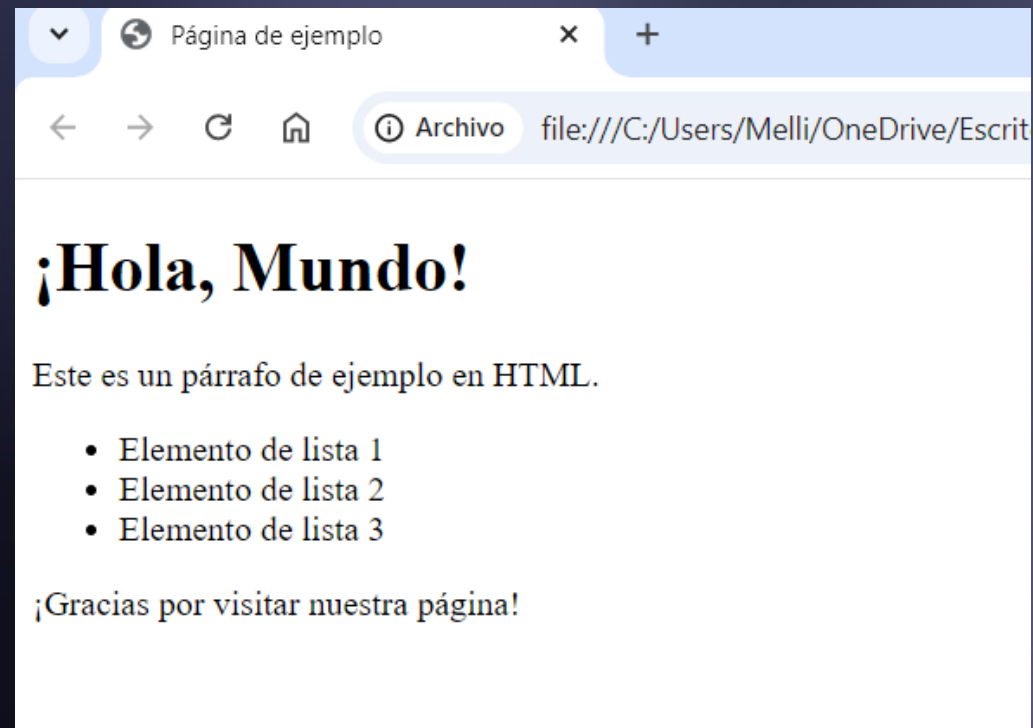 Página de ejemplo
Archivo file:///C:/Users/Melli/OneDrive/Escrit
¡Hola, Mundo!
Este es un párrafo de ejemplo en HTML.
• Elemento de lista 1
• Elemento de lista 2
• Elemento de lista 3
¡Gracias por visitar nuestra página!